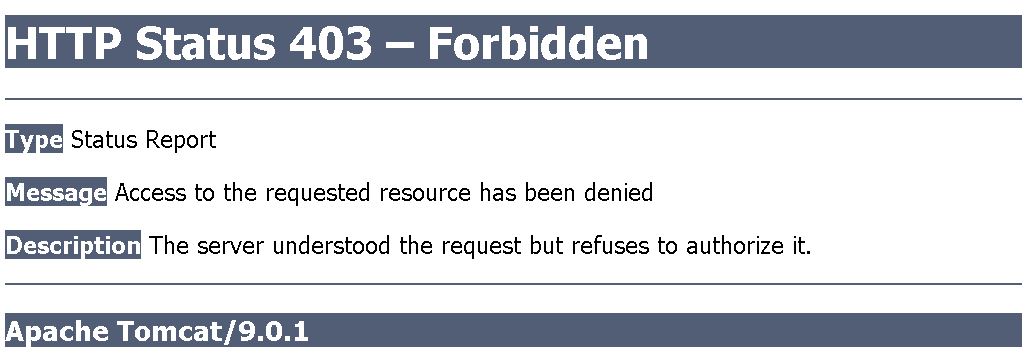 HTTP Status 403 – Forbidden
Type Status Report
Message Access to the requested resource has been denied
Description The server understood the request but refuses to authorize it.
Apache Tomcat/9.0.1